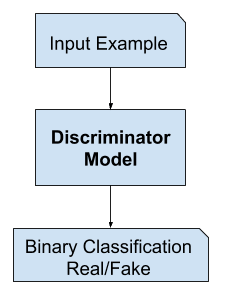 Input Example
Discriminator
Model
Binary Classification
Real/Fake